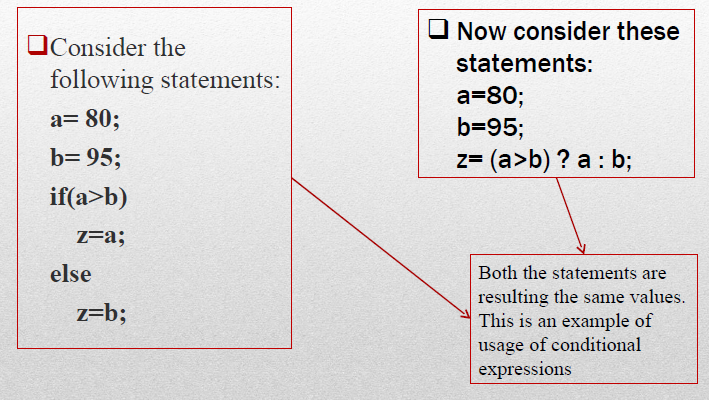 ❑Consider the
following statements:
a= 80;
b= 95;
if(a>b)
z=a;
else
z=b;
❑ Now consider these
statements:
a=80;
b=95;
z= (a>b) ? a : b;
Both the statements are
resulting the same values.
This is an example of
usage of conditional
expressions